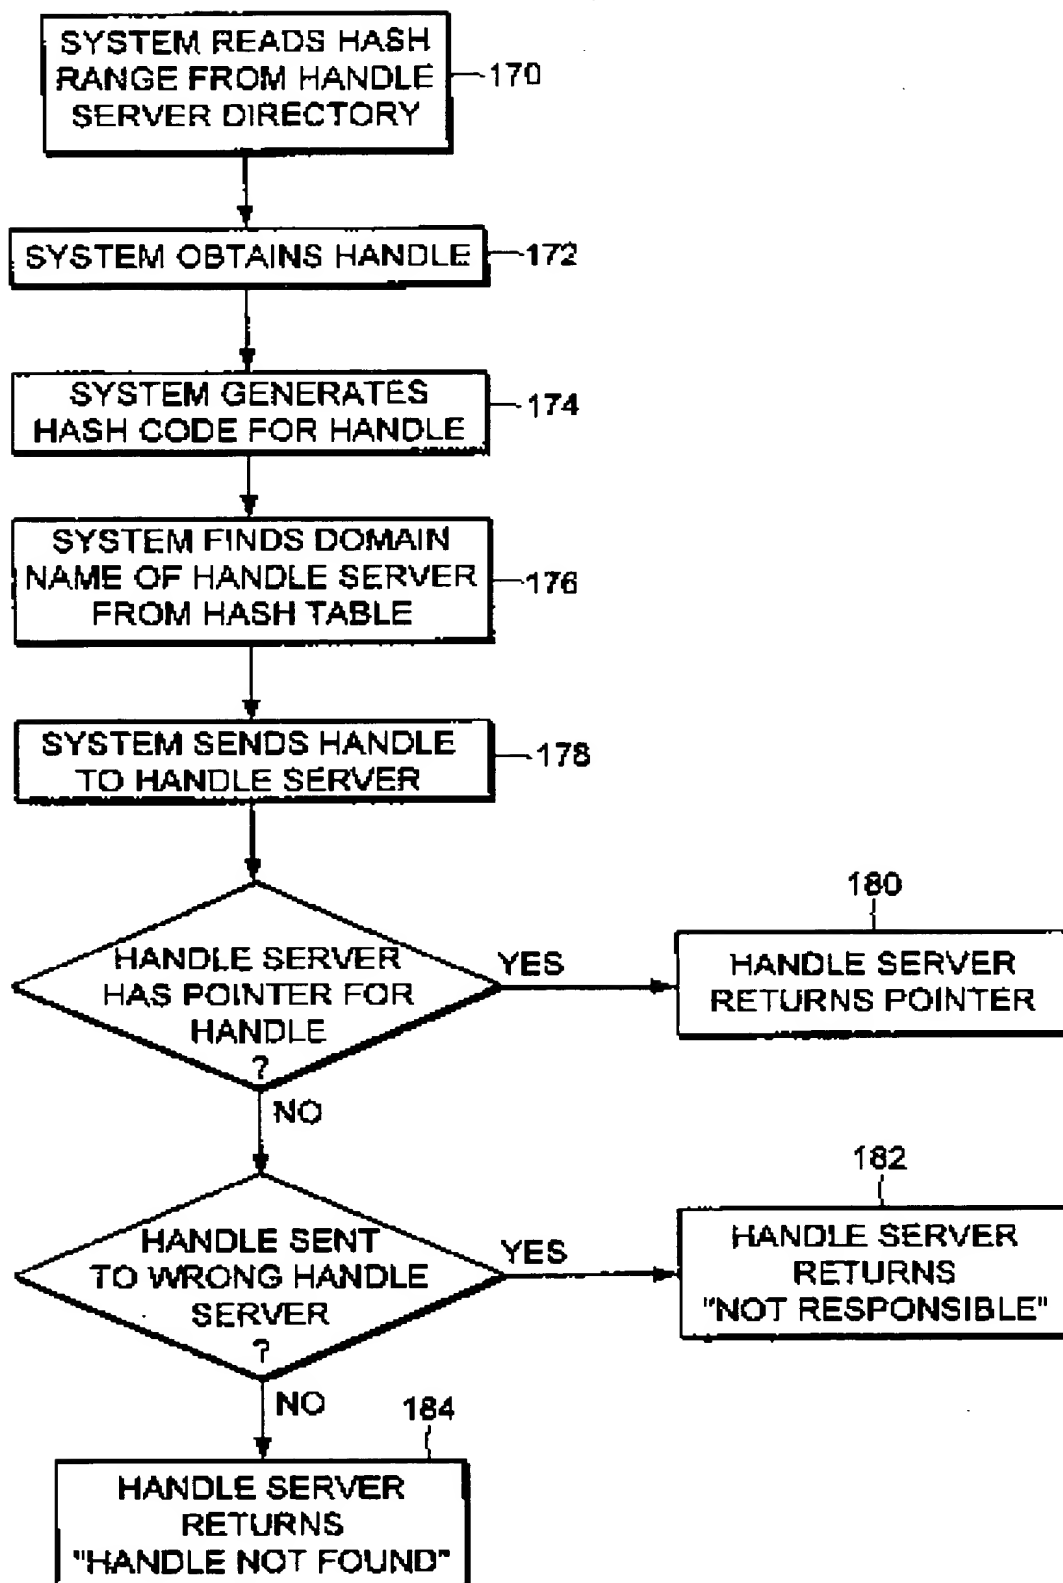 SYSTEM READS HASH
RANGE FROM HANDLE
SERVER DIRECTORY
170
SYSTEM OBTAINS HANDLE
172
SYSTEM GENERATES
HASH CODE FOR HANDLE
174
SYSTEM FINDS DOMAIN
NAME OF HANDLE SERVER
FROM HASH TABLE
176
SYSTEM SENDS HANDLE
TO HANDLE SERVER
178
HANDLE SERVER
HAS POINTER FOR
HANDLE
?
YES
180
HANDLE SERVER
RETURNS POINTER
NO
HANDLE SENT
TO WRONG HANDLE
SERVER
?
YES
182
HANDLE SERVER
RETURNS
"NOT RESPONSIBLE"
NO
184
HANDLE SERVER
RETURNS
"HANDLE NOT FOUND"